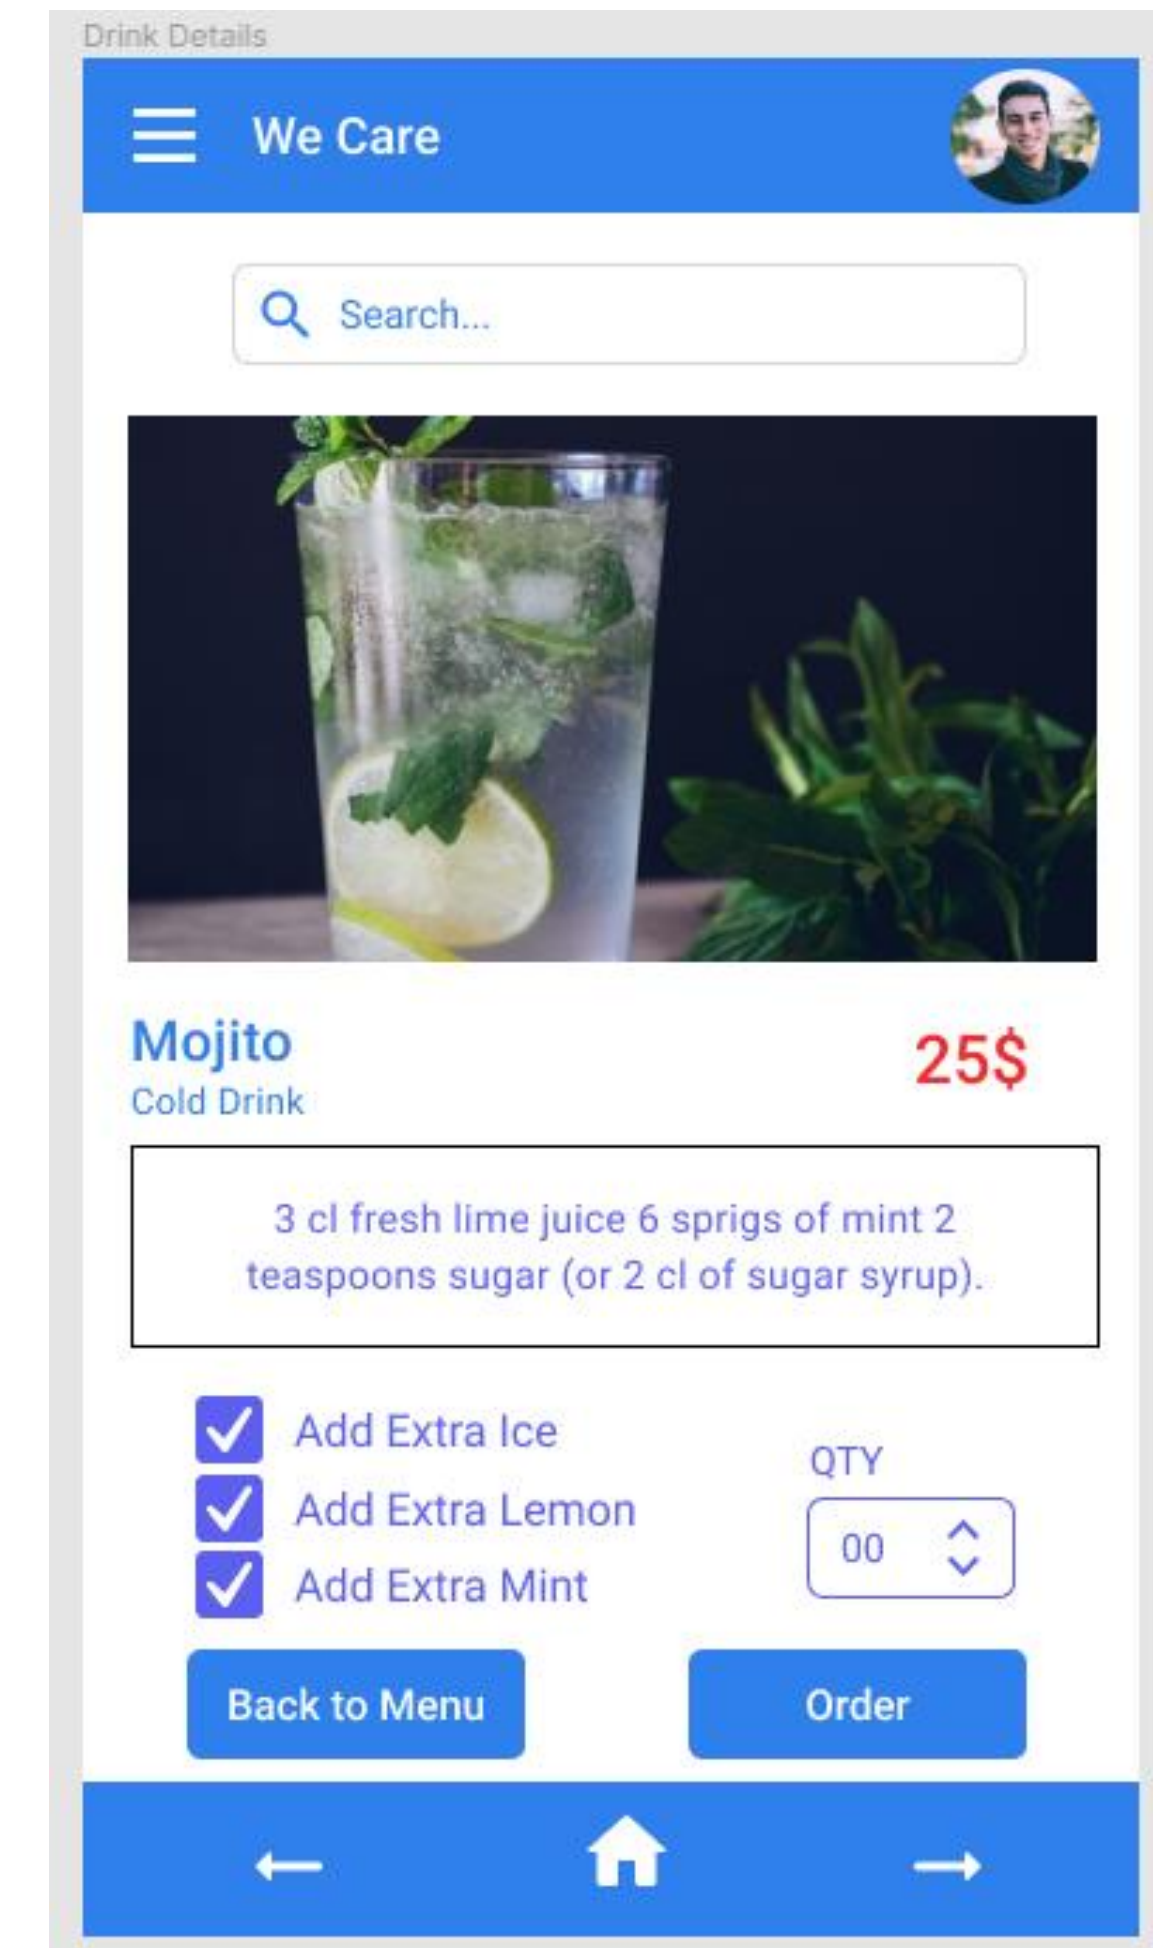 Drink Details
We Care
Search...
Mojito
25$
Cold Drink
3 cl fresh lime juice 6 sprigs of mint 2
teaspoons sugar (or 2 cl of sugar syrup).
Add Extra Ice
Add Extra Lemon
Add Extra Mint
QTY
00
Back to Menu
Order